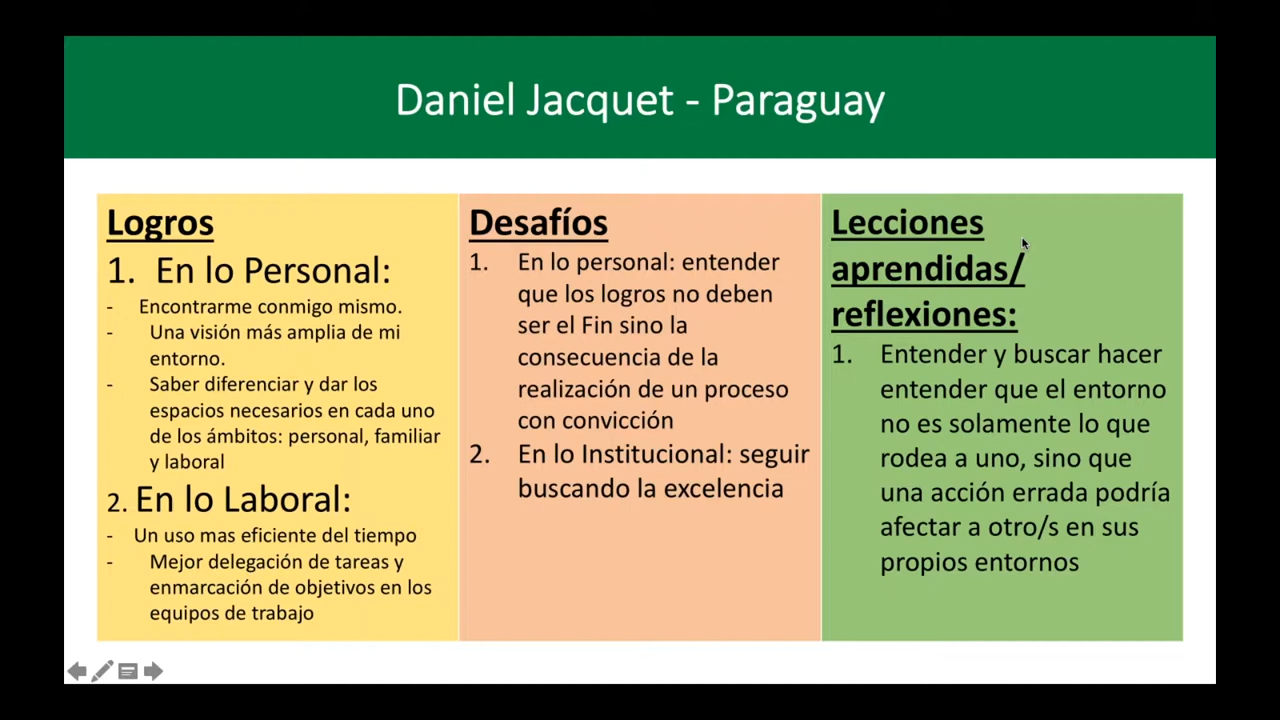 Daniel Jacquet - Paraguay
Logros
1. En lo Personal:
- Encontrarme conmigo mismo.
- Una visión más amplia de mi
entorno.
- Saber diferenciar y dar los
espacios necesarios en cada uno
de los ámbitos: personal, familiar
y laboral
2. En lo Laboral:
- Un uso mas eficiente del tiempo
- Mejor delegación de tareas y
enmarcación de objetivos en los
equipos de trabajo
Desafíos
1. En lo personal: entender
que los logros no deben
ser el Fin sino la
consecuencia de la
realización de un proceso
con convicción
2. En lo Institucional: seguir
buscando la excelencia
Lecciones
aprendidas/
reflexiones:
1. Entender y buscar hacer
entender que el entorno
no es solamente lo que
rodea a uno, sino que
una acción errada podría
afectar a otro/s en sus
propios entornos